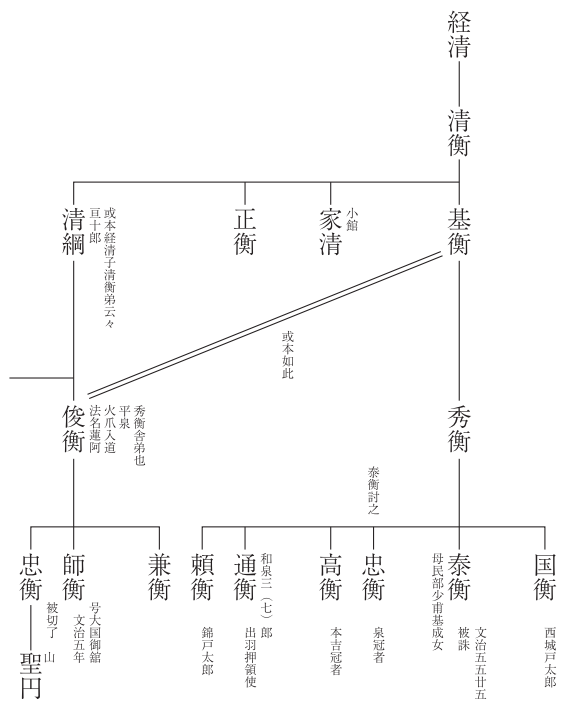 経清
清衡
基衡
小館
家清
正衡
或本経清子清衡弟云々
亘十郎
清綱
或本如此
秀衡
秀衡舎弟也
平泉
火爪入道
法名蓮阿
俊衡
国衡
西城戸太郎
泰衡
文治五五廿五
被誅
母民部少甫基成女
泰衡討之
忠衡
泉冠者
高衡
本吉冠者
和泉三(七)郎
通衡
出羽押領使
頼衡
錦戸太郎
兼衡
師衡
号大国御舘
文治五年
被切了
山
忠衡
聖円